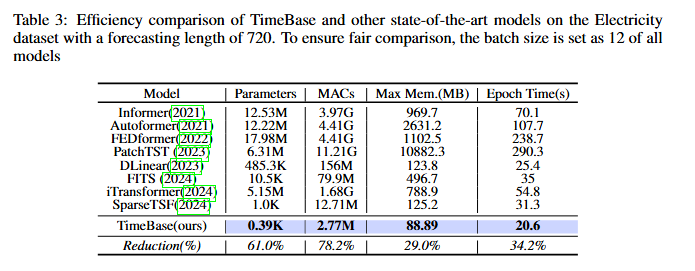 Table 3: Efficiency comparison of TimeBase and other state-of-the-art models on the Electricity
dataset with a forecasting length of 720. To ensure fair comparison, the batch size is set as 12 of all
models
Model | Parameters | MACs | Max Mem.(MB) | Epoch Time(s)
Informer(2021) | 12.53M | 3.97G | 969.7 | 70.1
Autoformer(2021) | 12.22M | 4.41G | 2631.2 | 107.7
FEDformer(2022) | 17.98M | 4.41G | 1102.5 | 238.7
PatchTST (2023) | 6.31M | 11.21G | 10882.3 | 290.3
DLinear(2023) | 485.3K | 156M | 123.8 | 25.4
FITS (2024) | 10.5K | 79.9M | 496.7 | 35
iTransformer(2024) | 5.15M | 1.68G | 788.9 | 54.8
SparseTSF(2024) | 1.0K | 12.71M | 125.2 | 31.3
TimeBase(ours) | 0.39K | 2.77M | 88.89 | 20.6
Reduction(%) | 61.0% | 78.2% | 29.0% | 34.2%